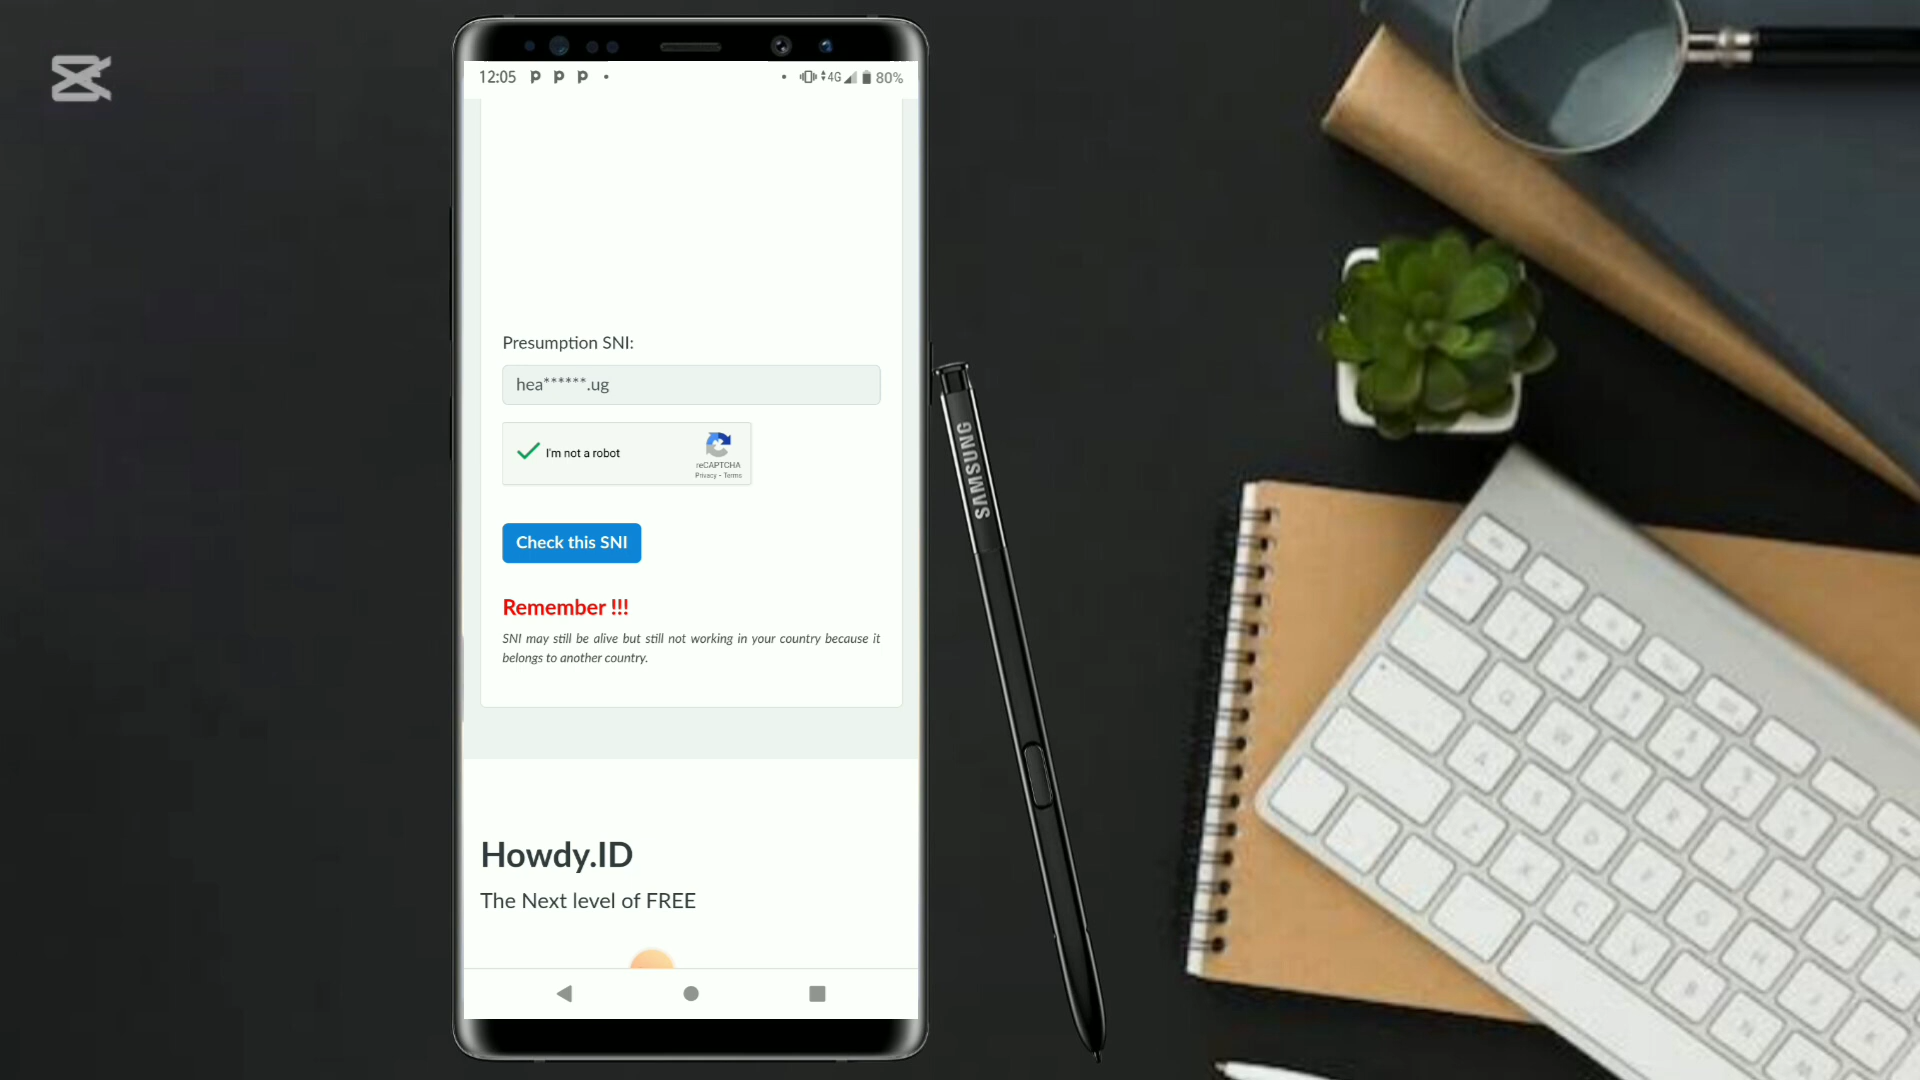 12:05
4G 80%
Presumption SNI:
hea******.ug
I'm not a robot
reCAPTCHA
Privacy - Terms
Check this SNI
Remember !!!
SNI may still be alive but still not working in your country because it
belongs to another country.
Howdy.ID
The Next level of FREE
SAMSUNG